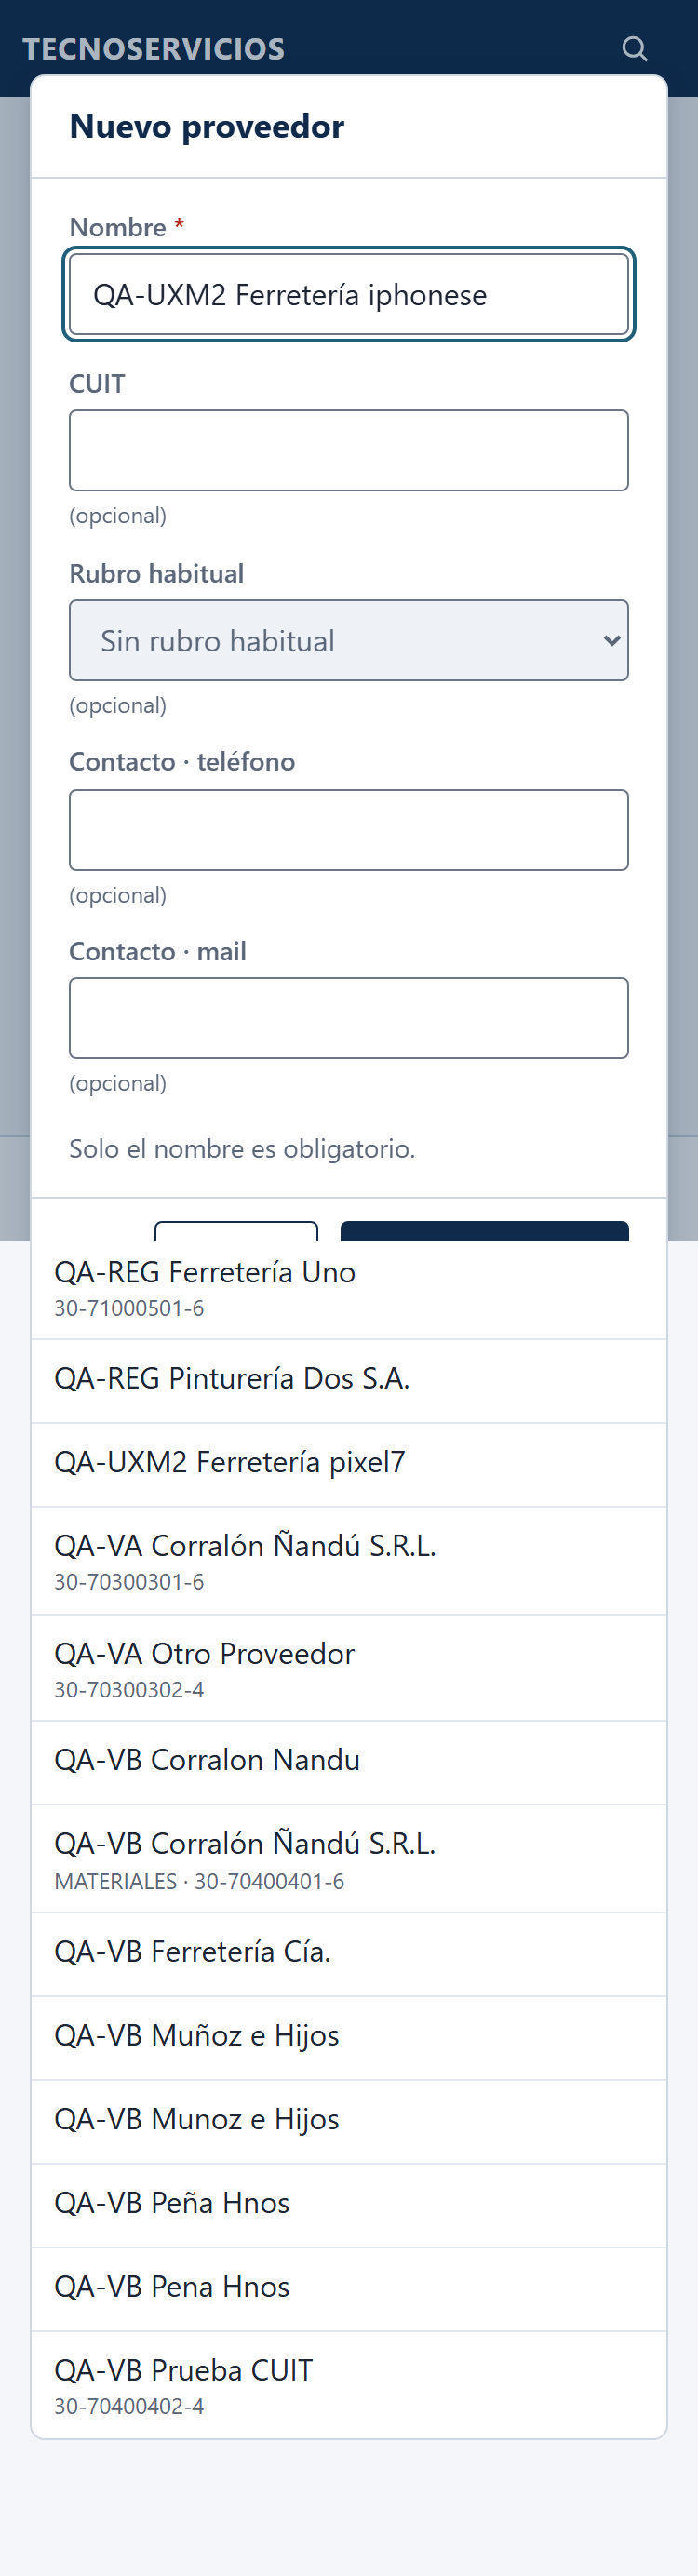 TECNOSERVICIOS
Nuevo proveedor
Nombre *
QA-UXM2 Ferretería iphonese
CUIT
(opcional)
Rubro habitual
Sin rubro habitual
(opcional)
Contacto · teléfono
(opcional)
Contacto · mail
(opcional)
Solo el nombre es obligatorio.
QA-REG Ferretería Uno
30-71000501-6
QA-REG Pinturería Dos S.A.
QA-UXM2 Ferretería pixel7
QA-VA Corralón Ñandú S.R.L.
30-70300301-6
QA-VA Otro Proveedor
30-70300302-4
QA-VB Corralon Nandu
QA-VB Corralón Ñandú S.R.L.
MATERIALES · 30-70400401-6
QA-VB Ferretería Cía.
QA-VB Muñoz e Hijos
QA-VB Munoz e Hijos
QA-VB Peña Hnos
QA-VB Pena Hnos
QA-VB Prueba CUIT
30-70400402-4